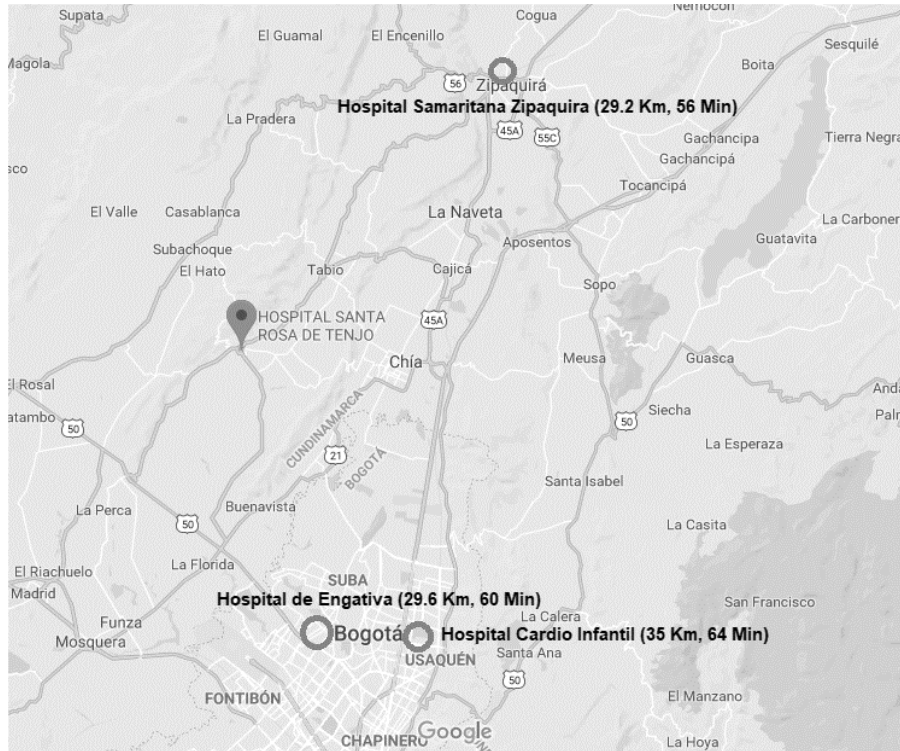 Supata
Nemocón
Cogua
El Guamal
El Encenillo
Sesquilé
Magola
Boita
56
Zipaquirá
Hospital Samaritana Zipaquira (29.2 Km, 56 Min)
La Pradera
45A
55C
Gachancipa
Tierra Negra
Gachancipá
Tocancipá
El Valle
Casablanca
La Naveta
La Carboner
Subachoque
Aposentos
Guatavita
El Hato
Tabio
Cajicá
Sopo
HOSPITAL SANTA
ROSA DE TENJO
45A
Chía
Meusa
Guasca
El Rosal
Anda
CUNDINAMARCA
Siecha
Palm
atambo
50
50
21
BOGOTÁ
La Esperaza
Santa Isabel
Buenavista
La Perca
50
La Casita
La Florida
El Riachuelo
SUBA
Madrid
Hospital de Engativa (29.6 Km, 60 Min)
San Francisco
Funza
La Calera
Mosquera
Bogotá
Hospital Cardio Infantil (35 Km, 64 Min)
USAQUÉN
Santa Ana
50
FONTIBÓN
El Manzano
Google
CHAPINERO
La Hoya